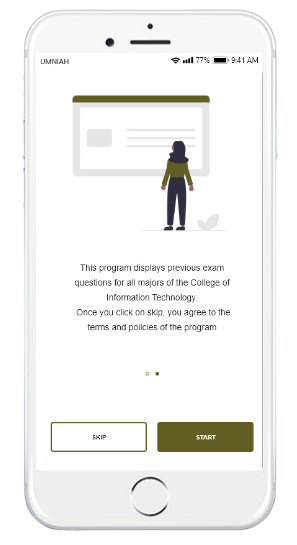 UMNIAH 77% 9:41 AM
This program displays previous exam
questions for all majors of the College of
Information Technology.
Once you click on skip, you agree to the
terms and policies of the program
SKIP START